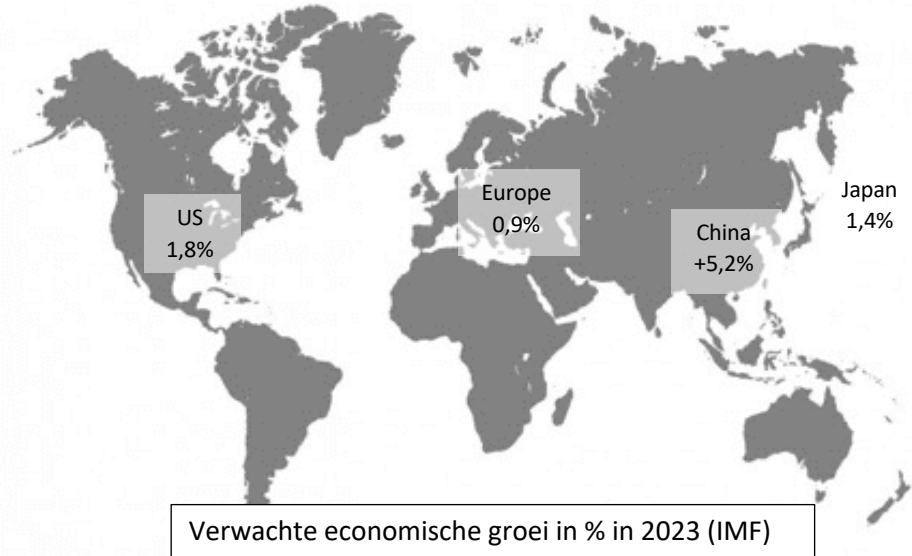 US
1,8%
Europe
0,9%
China
+5,2%
Japan
1,4%
Verwachte economische groei in % in 2023 (IMF)